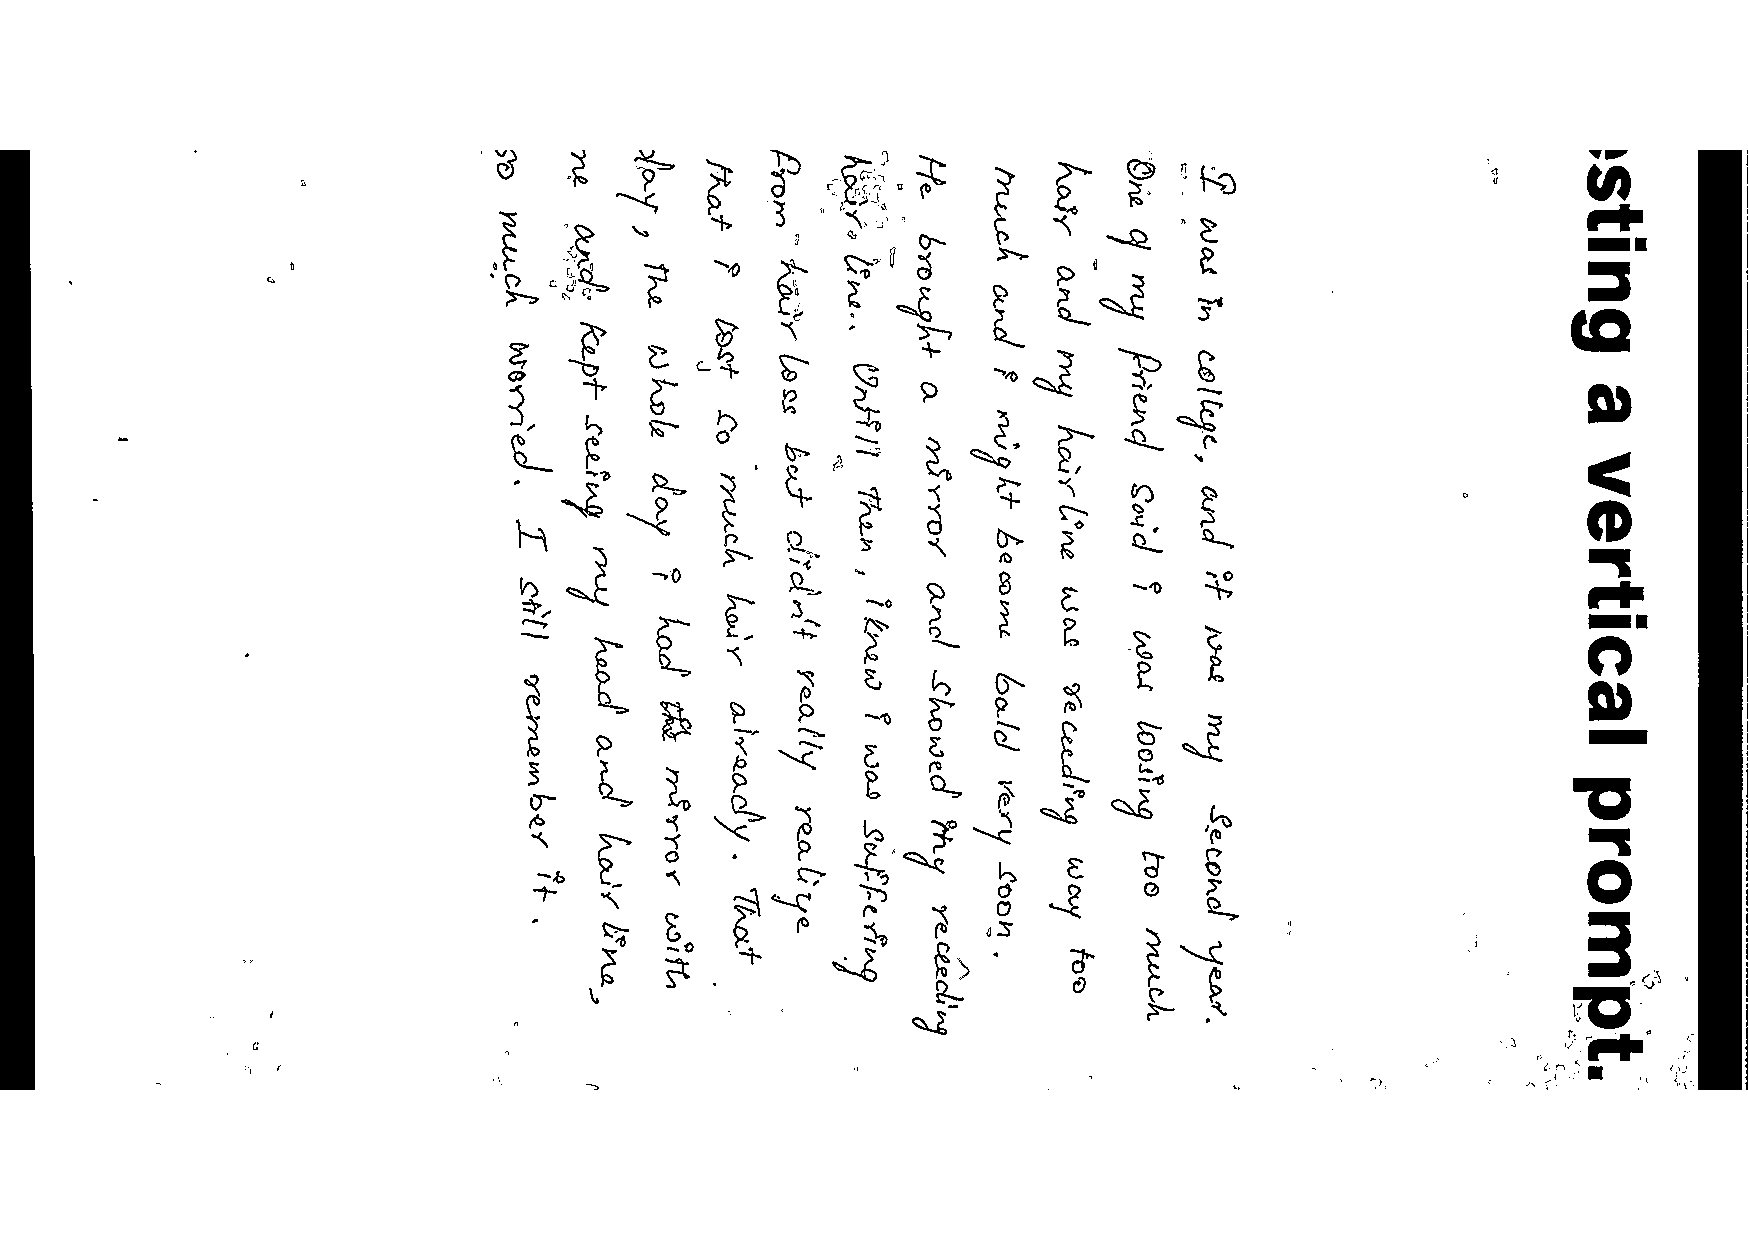 sting a vertical prompt.
I was in college, and it was my second year.
One of my friend said i was loosing too much
hair and my hairline was receeding way too
much and i might become bald very soon.
He brought a mirror and showed my receeding
hair line.. Untill then, i knew i was suffering
from hair loss but didn't really realize
that i lost so much hair already. That
day, the whole day i had the mirror with
me and kept seeing my head and hair line,
so much worried. I still remember it.